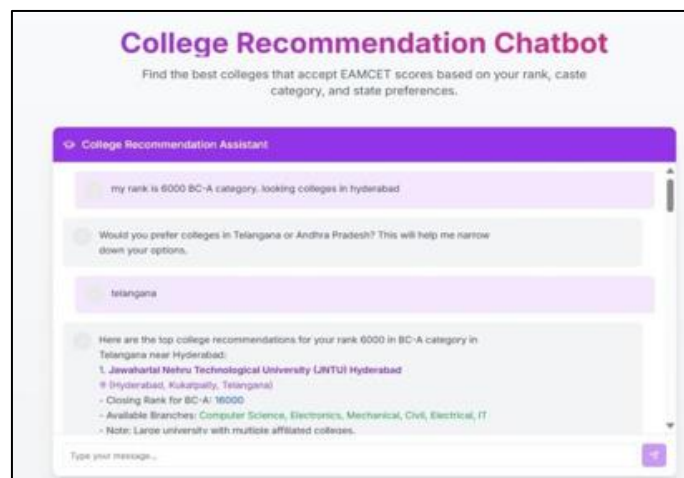 College Recommendation Chatbot
Find the best colleges that accept EAMCET scores based on your rank, caste
category, and state preferences.
College Recommendation Assistant
my rank is 6000 BC-A category. looking colleges in hyderabad
Would you prefer colleges in Telangana or Andhra Pradesh? This will help me narrow
down your options.
telangana
Here are the top college recommendations for your rank 6000 in BC-A category in
Telangana near Hyderabad:
1. Jawaharlal Nehru Technological University (JNTU) Hyderabad
(Hyderabad, Kukatpally, Telangana)
- Closing Rank for BC-A: 16000
- Available Branches: Computer Science, Electronics, Mechanical, Civil, Electrical, IT
- Note: Large university with multiple affiliated colleges.
Type your message...